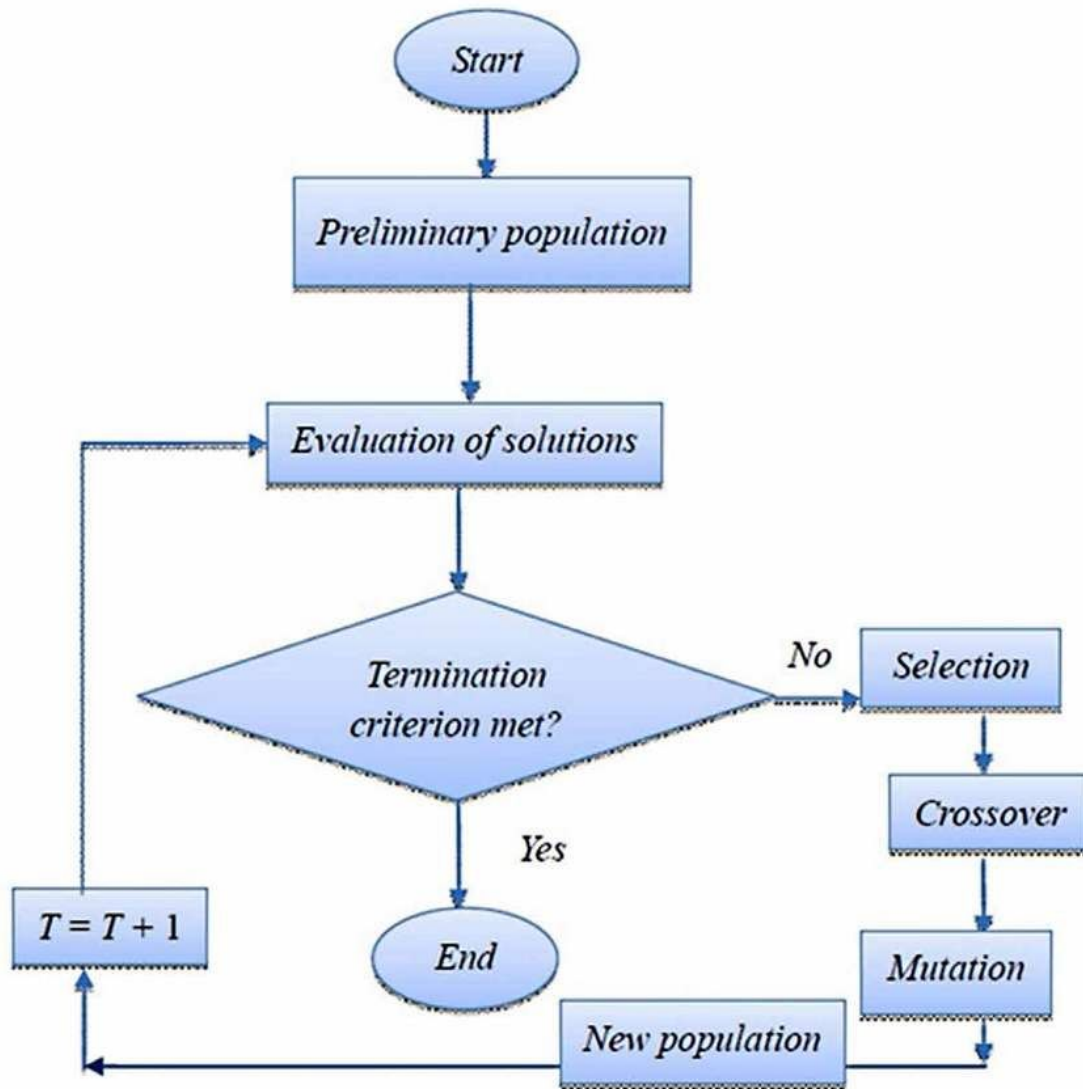 Start
Preliminary population
Evaluation of solutions
Termination
criterion met?
No
Selection
Crossover
Yes
T = T + 1
End
Mutation
New population